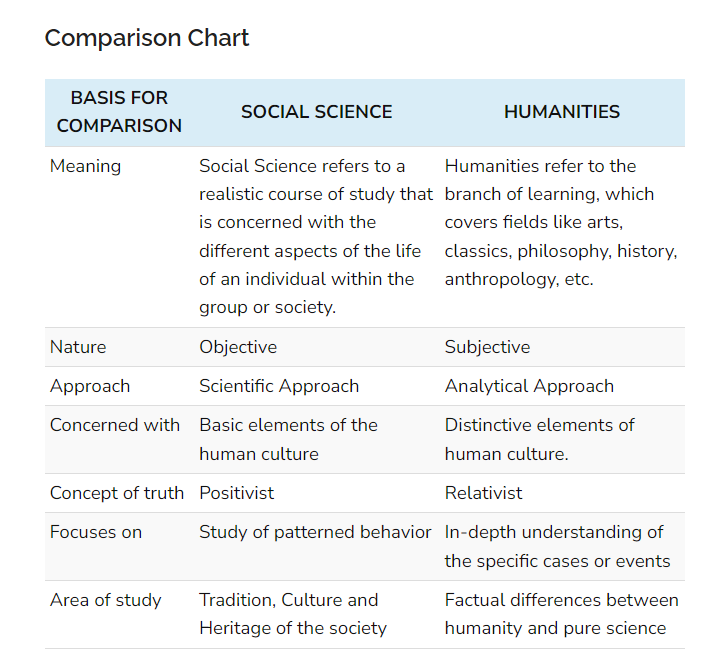 Comparison Chart
BASIS FOR
COMPARISON
SOCIAL SCIENCE
HUMANITIES
Meaning
Social Science refers to a
realistic course of study that
is concerned with the
different aspects of the life
of an individual within the
group or society.
Humanities refer to the
branch of learning, which
covers fields like arts,
classics, philosophy, history,
anthropology, etc.
Nature
Objective
Subjective
Approach
Scientific Approach
Analytical Approach
Concerned with
Basic elements of the
human culture
Distinctive elements of
human culture.
Concept of truth
Positivist
Relativist
Focuses on
Study of patterned behavior
In-depth understanding of
the specific cases or events
Area of study
Tradition, Culture and
Heritage of the society
Factual differences between
humanity and pure science